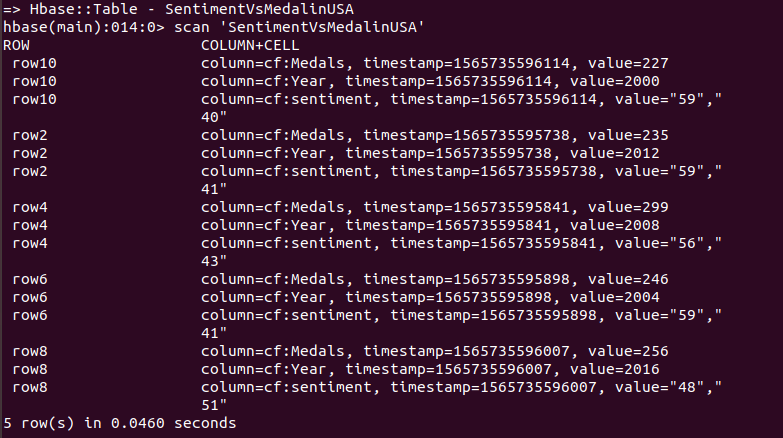 => Hbase::Table - SentimentVsMedalinUSA
hbase(main):014:0> scan 'SentimentVsMedalinUSA'
ROW                   COLUMN+CELL
 row10                column=cf:Medals, timestamp=1565735596114, value=227
 row10                column=cf:Year, timestamp=1565735596114, value=2000
 row10                column=cf:sentiment, timestamp=1565735596114, value="59","
                      40"
 row2                 column=cf:Medals, timestamp=1565735595738, value=235
 row2                 column=cf:Year, timestamp=1565735595738, value=2012
 row2                 column=cf:sentiment, timestamp=1565735595738, value="59","
                      41"
 row4                 column=cf:Medals, timestamp=1565735595841, value=299
 row4                 column=cf:Year, timestamp=1565735595841, value=2008
 row4                 column=cf:sentiment, timestamp=1565735595841, value="56","
                      43"
 row6                 column=cf:Medals, timestamp=1565735595898, value=246
 row6                 column=cf:Year, timestamp=1565735595898, value=2004
 row6                 column=cf:sentiment, timestamp=1565735595898, value="59","
                      41"
 row8                 column=cf:Medals, timestamp=1565735596007, value=256
 row8                 column=cf:Year, timestamp=1565735596007, value=2016
 row8                 column=cf:sentiment, timestamp=1565735596007, value="48","
                      51"
5 row(s) in 0.0460 seconds